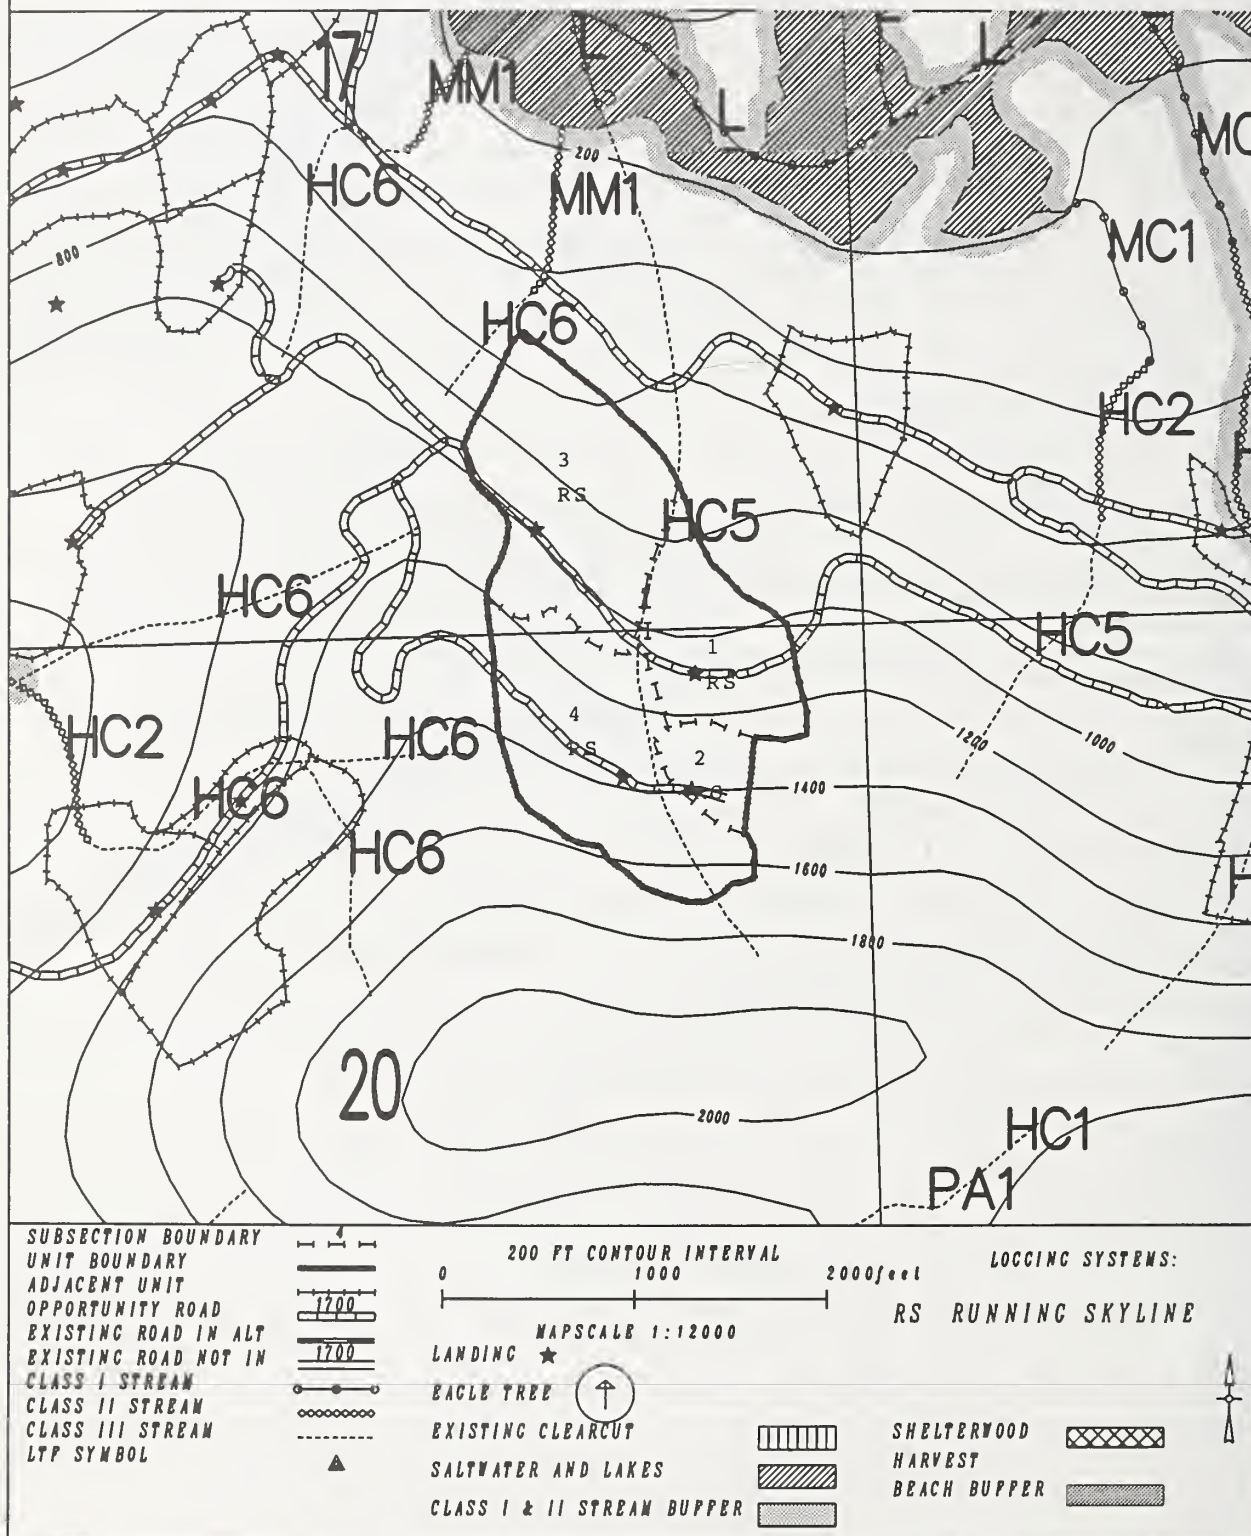 17
L
L
MM1
L
MC
200
HC6
MM1
MC1
800
HC6
HC2
3
RS
HC5
HC6
1
HC5
RS
4
HC2
HC6
RS
2
1200
1000
HC6
1400
HC6
1600
1800
20
2000
HC1
PA1
SUBSECTION BOUNDARY 4
UNIT BOUNDARY
ADJACENT UNIT
OPPORTUNITY ROAD 1700
EXISTING ROAD IN ALT
EXISTING ROAD NOT IN 1700
CLASS I STREAM
CLASS II STREAM
CLASS III STREAM
LTF SYMBOL
200 FT CONTOUR INTERVAL
0 1000 2000feet
MAPSCALE 1:12000
LANDING
EAGLE TREE
EXISTING CLEARCUT
SALTWATER AND LAKES
CLASS I & II STREAM BUFFER
LOGGING SYSTEMS:
RS RUNNING SKYLINE
SHELTERWOOD
HARVEST
BEACH BUFFER